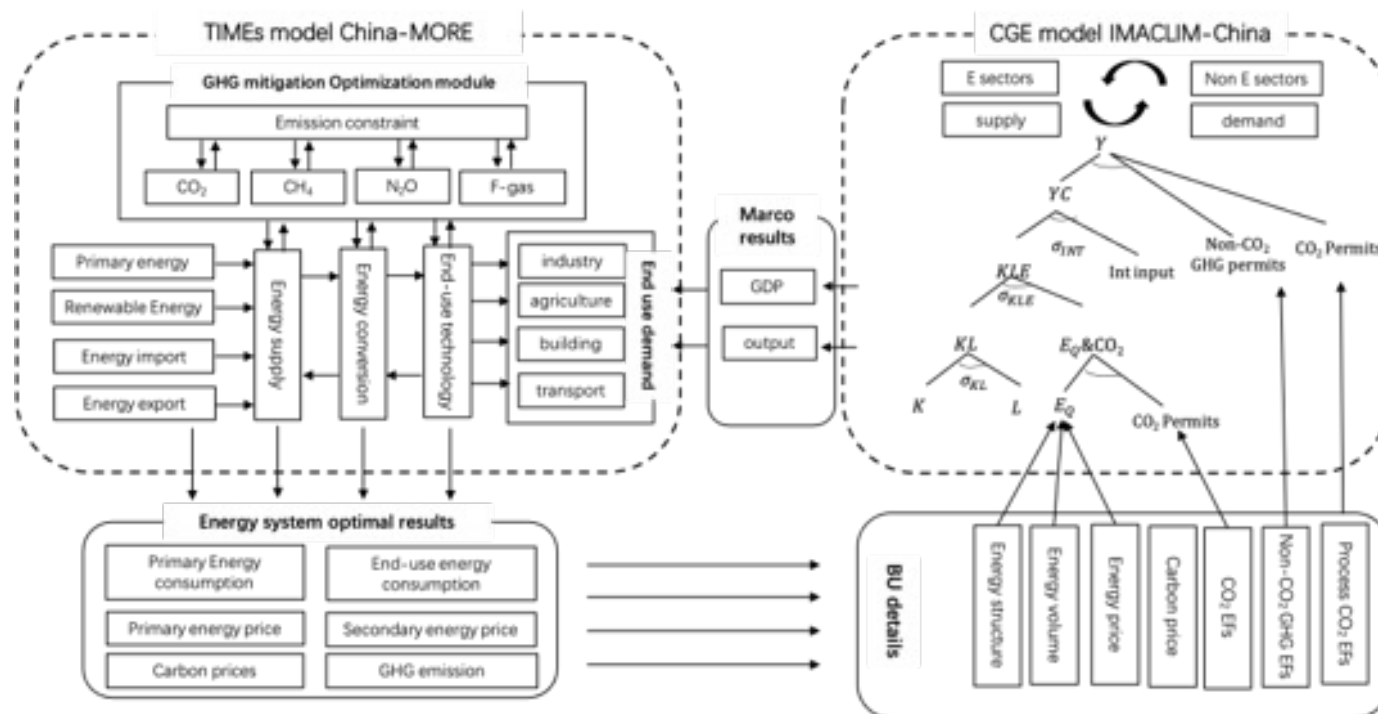 TIMEs model China-MORE
GHG mitigation Optimization module
Emission constraint
CO₂
CH₄
N₂O
F-gas
Primary energy
Renewable Energy
Energy import
Energy export
Energy supply
Energy conversion
End-use technology
industry
agriculture
building
transport
End use demand
Marco
results
GDP
output
CGE model IMACLIM-China
E sectors
Non E sectors
supply
demand
Y
YC
σ_INT
Non-CO₂
GHG permits
CO₂ Permits
KLE
Int input
σ_KLE
KL
E_Q&CO₂
σ_KL
K
L
E_Q
CO₂ Permits
Energy system optimal results
Primary Energy
consumption
End-use energy
consumption
Primary energy price
Secondary energy price
Carbon prices
GHG emission
BU details
Energy structure
Energy volume
Energy price
Carbon price
CO₂ EFs
Non-CO₂ GHG EFs
Process CO₂ EFs